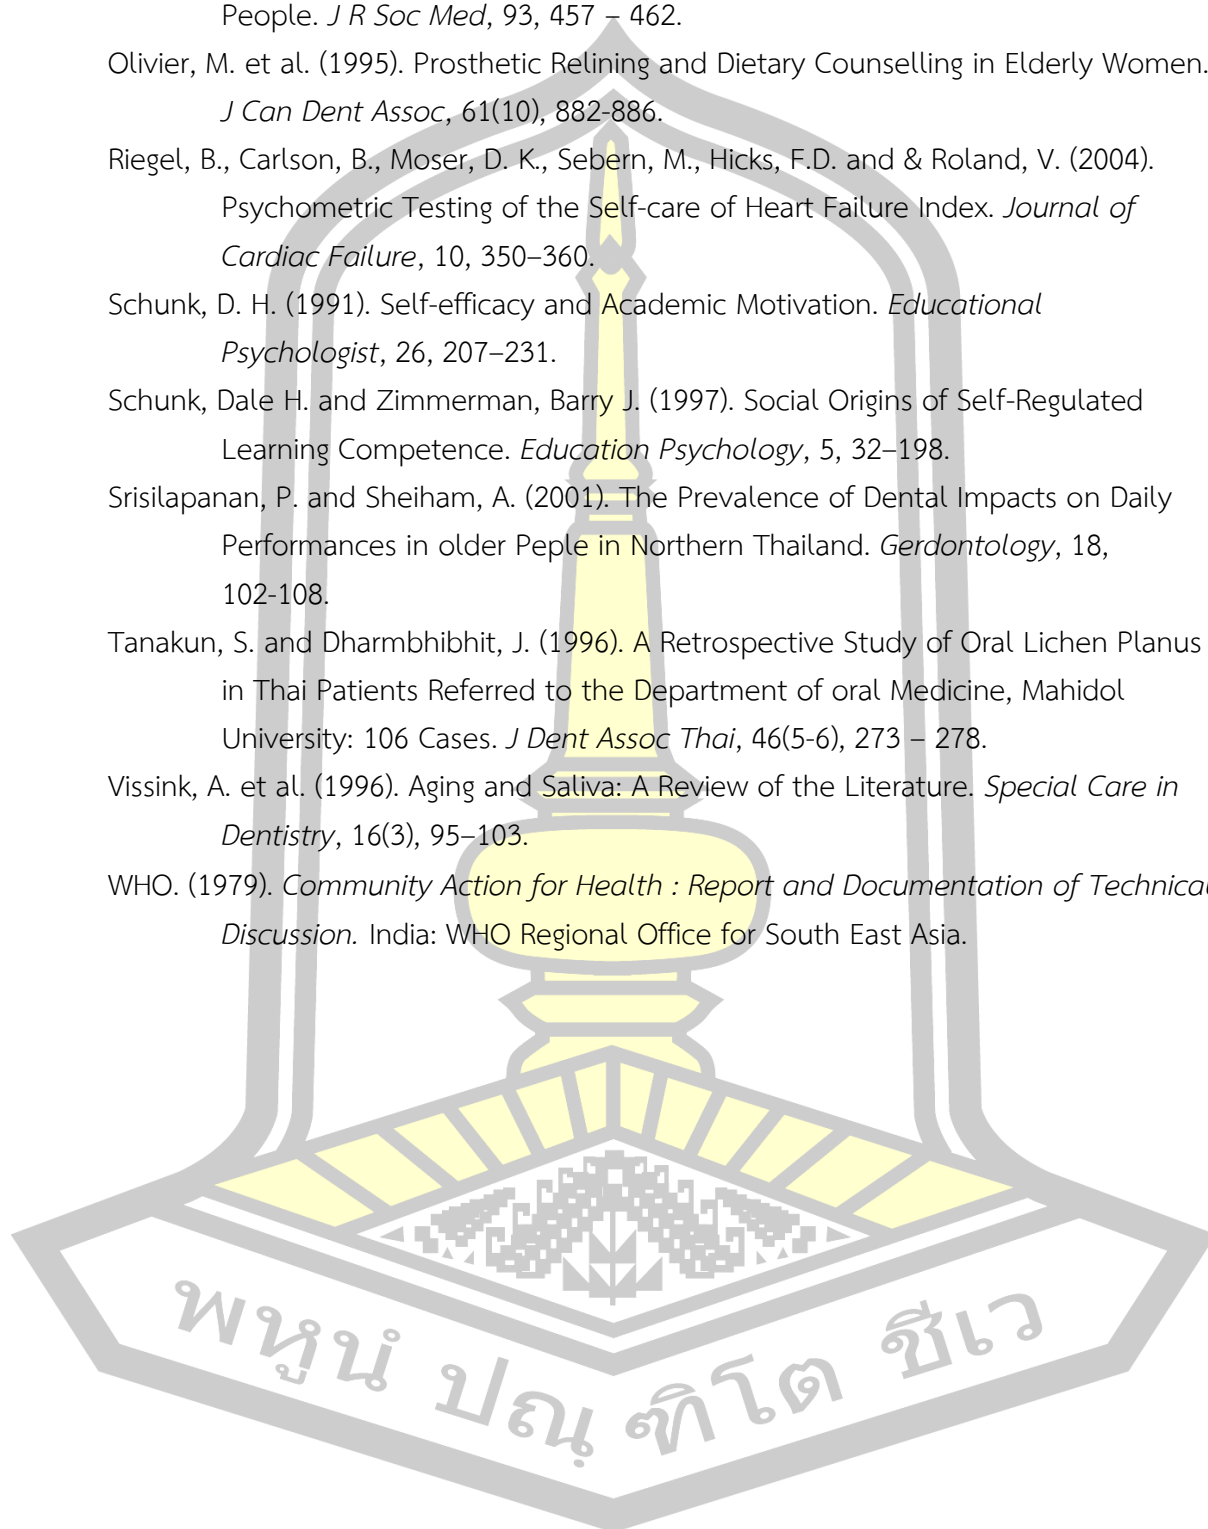 People. J R Soc Med, 93, 457 – 462.
Olivier, M. et al. (1995). Prosthetic Relining and Dietary Counselling in Elderly Women.
J Can Dent Assoc, 61(10), 882-886.
Riegel, B., Carlson, B., Moser, D. K., Sebern, M., Hicks, F.D. and & Roland, V. (2004).
Psychometric Testing of the Self-care of Heart Failure Index. Journal of
Cardiac Failure, 10, 350–360.
Schunk, D. H. (1991). Self-efficacy and Academic Motivation. Educational
Psychologist, 26, 207–231.
Schunk, Dale H. and Zimmerman, Barry J. (1997). Social Origins of Self-Regulated
Learning Competence. Education Psychology, 5, 32–198.
Srisilapanan, P. and Sheiham, A. (2001). The Prevalence of Dental Impacts on Daily
Performances in older Peple in Northern Thailand. Gerdontology, 18,
102-108.
Tanakun, S. and Dharmbhibhit, J. (1996). A Retrospective Study of Oral Lichen Planus
in Thai Patients Referred to the Department of oral Medicine, Mahidol
University: 106 Cases. J Dent Assoc Thai, 46(5-6), 273 – 278.
Vissink, A. et al. (1996). Aging and Saliva: A Review of the Literature. Special Care in
Dentistry, 16(3), 95–103.
WHO. (1979). Community Action for Health : Report and Documentation of Technical
Discussion. India: WHO Regional Office for South East Asia.
พหูนํ ปณฺฑิโต ชีเว